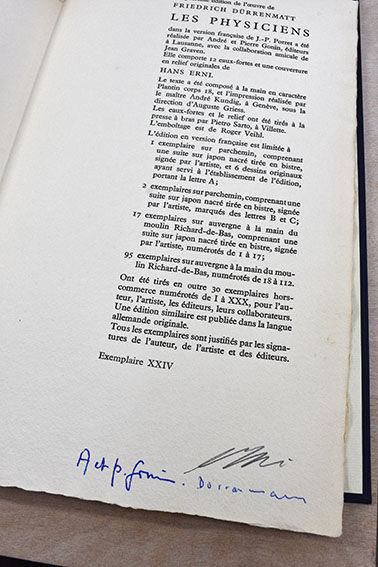 édition de l'œuvre de
FRIEDRICH DÜRRENMATT
LES PHYSICIENS
dans la version française de J.-P. Porret a été
réalisée par André et Pierre Gonin, éditeurs
à Lausanne, avec la collaboration amicale de
Jean Graven.
Elle comporte 12 eaux-fortes et une couverture
en relief originales de
HANS ERNI.
Le texte a été composé à la main en caractère
Plantin corps 18, et l'impression réalisée par
le maître André Kundig, à Genève, sous la
direction d'Auguste Griess.
Les eaux-fortes et le relief ont été tirés à la
presse à bras par Pietro Sarto, à Villette.
L'emboîtage est de Roger Veihl.
L'édition en version française est limitée à
1 exemplaire sur parchemin, comprenant
une suite sur japon nacré tirée en bistre,
signée par l'artiste, et 6 dessins originaux
ayant servi à l'établissement de l'édition,
portant la lettre A;
2 exemplaires sur parchemin, comprenant une
suite sur japon nacré tirée en bistre, signée
par l'artiste, marqués des lettres B et C;
17 exemplaires sur auvergne à la main du
moulin Richard-de-Bas, comprenant une
suite sur japon nacré tirée en bistre, signée
par l'artiste, numérotés de 1 à 17;
95 exemplaires sur auvergne à la main du mou-
lin Richard-de-Bas, numérotés de 18 à 112.
Ont été tirés en outre 30 exemplaires hors-
commerce numérotés de I à XXX, pour l'au-
teur, l'artiste, les éditeurs, leurs collaborateurs.
Une édition similaire est publiée dans la langue
allemande originale.
Tous les exemplaires sont justifiés par les signa-
tures de l'auteur, de l'artiste et des éditeurs.
Exemplaire XXIV
A et P. Gonin.